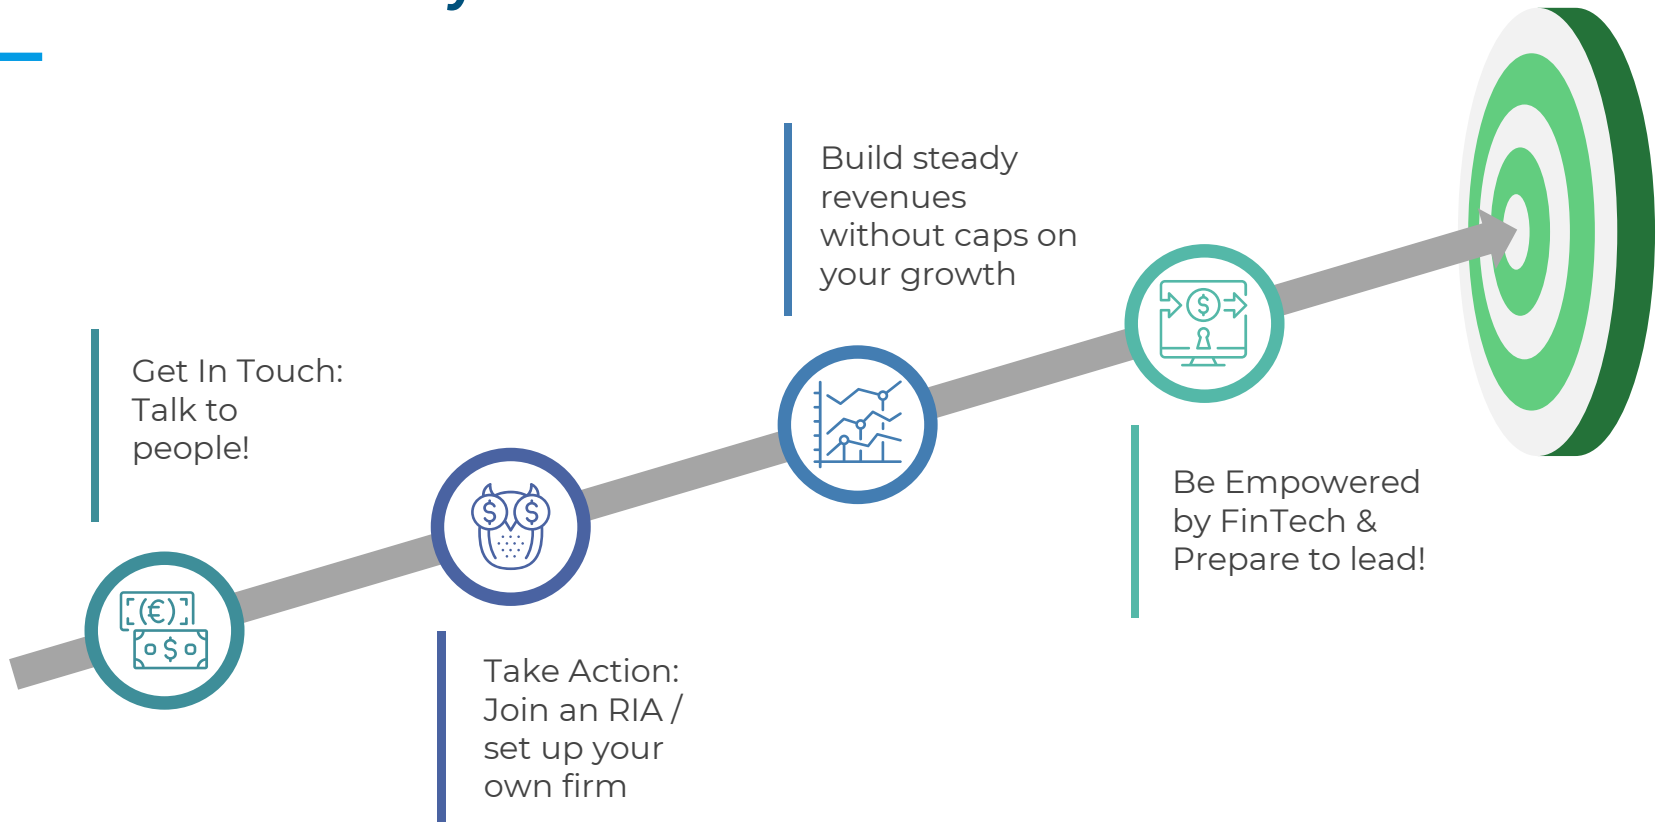 Get In Touch:
Talk to
people!
Take Action:
Join an RIA /
set up your
own firm
Build steady
revenues
without caps on
your growth
Be Empowered
by FinTech &
Prepare to lead!